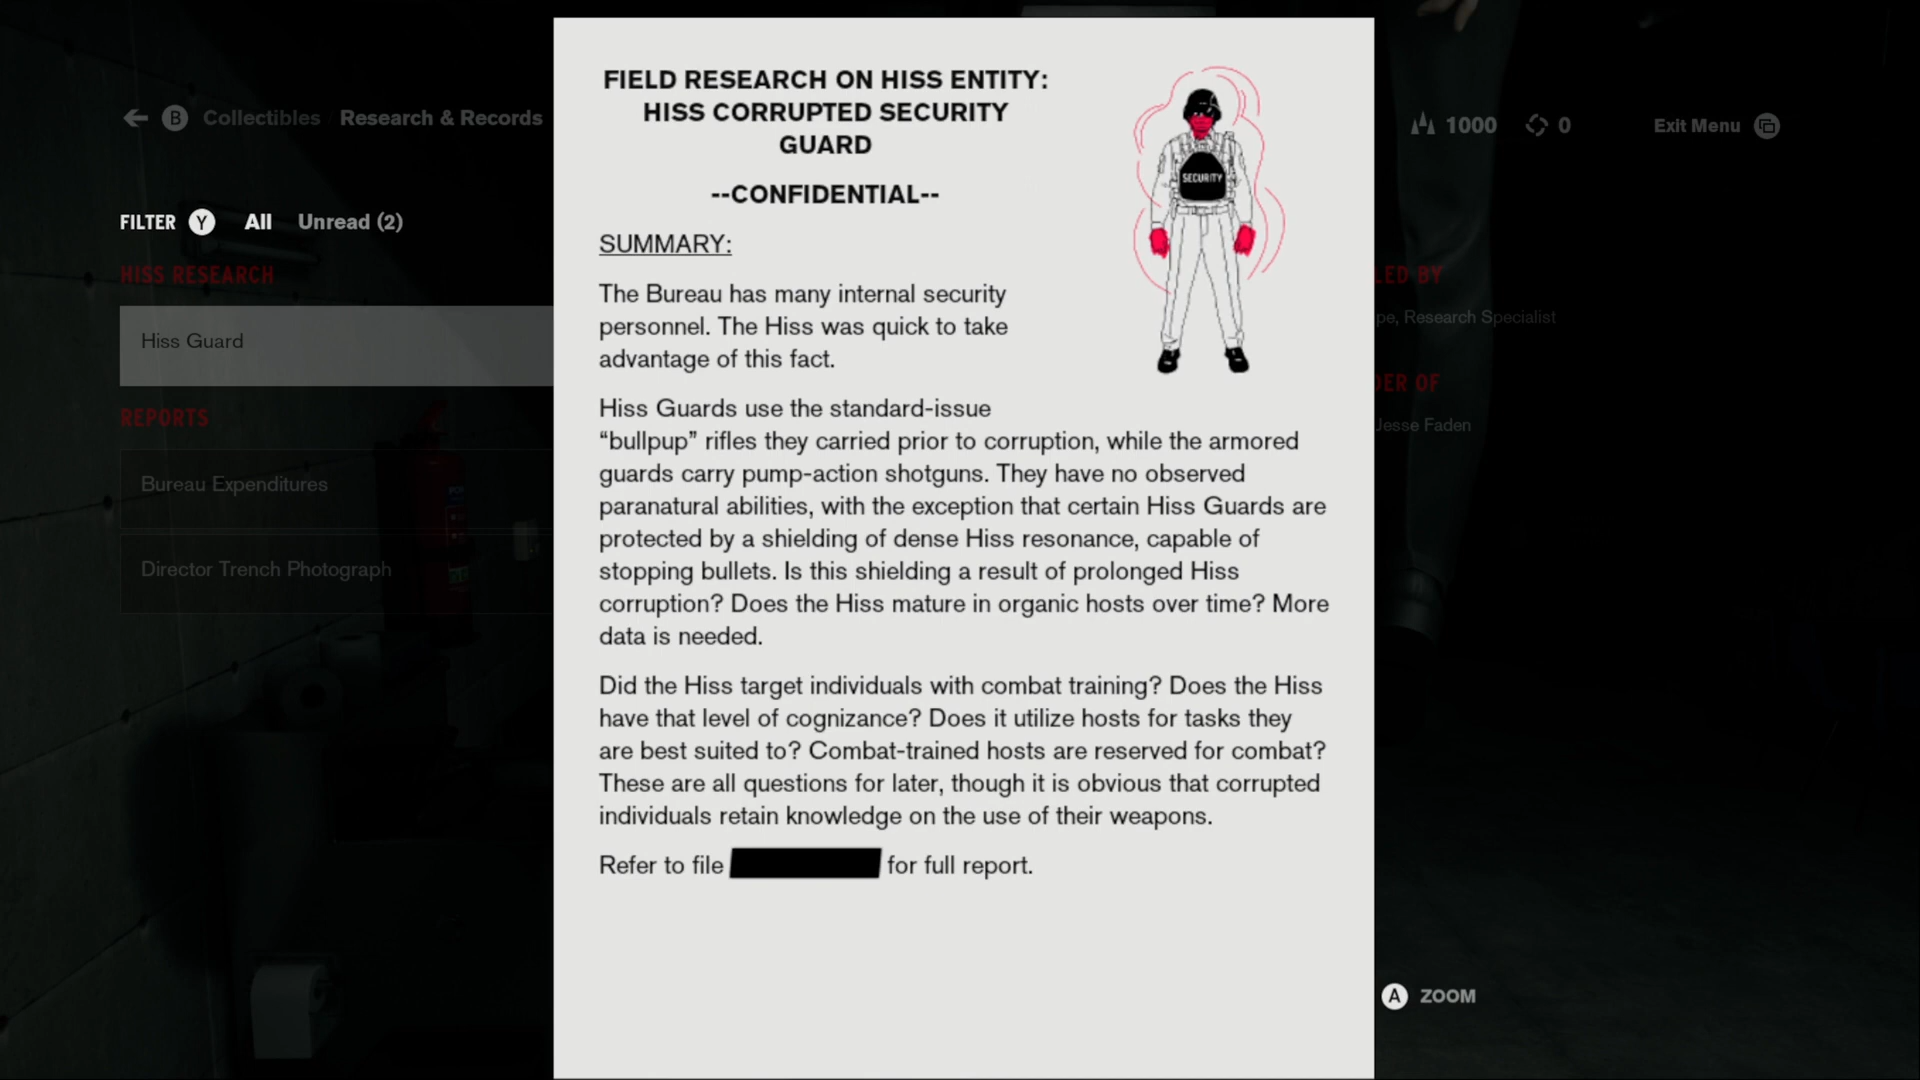 B Collectibles Research & Records
1000 0 Exit Menu
FILTER Y All Unread (2)
HISS RESEARCH
Hiss Guard
REPORTS
Bureau Expenditures
Director Trench Photograph
FIELD RESEARCH ON HISS ENTITY:
HISS CORRUPTED SECURITY
GUARD
--CONFIDENTIAL--
SECURITY
SUMMARY:
The Bureau has many internal security
personnel. The Hiss was quick to take
advantage of this fact.
Hiss Guards use the standard-issue
“bullpup” rifles they carried prior to corruption, while the armored
guards carry pump-action shotguns. They have no observed
paranatural abilities, with the exception that certain Hiss Guards are
protected by a shielding of dense Hiss resonance, capable of
stopping bullets. Is this shielding a result of prolonged Hiss
corruption? Does the Hiss mature in organic hosts over time? More
data is needed.
Did the Hiss target individuals with combat training? Does the Hiss
have that level of cognizance? Does it utilize hosts for tasks they
are best suited to? Combat-trained hosts are reserved for combat?
These are all questions for later, though it is obvious that corrupted
individuals retain knowledge on the use of their weapons.
Refer to file for full report.
LED BY
pe, Research Specialist
DER OF
Jesse Faden
A ZOOM